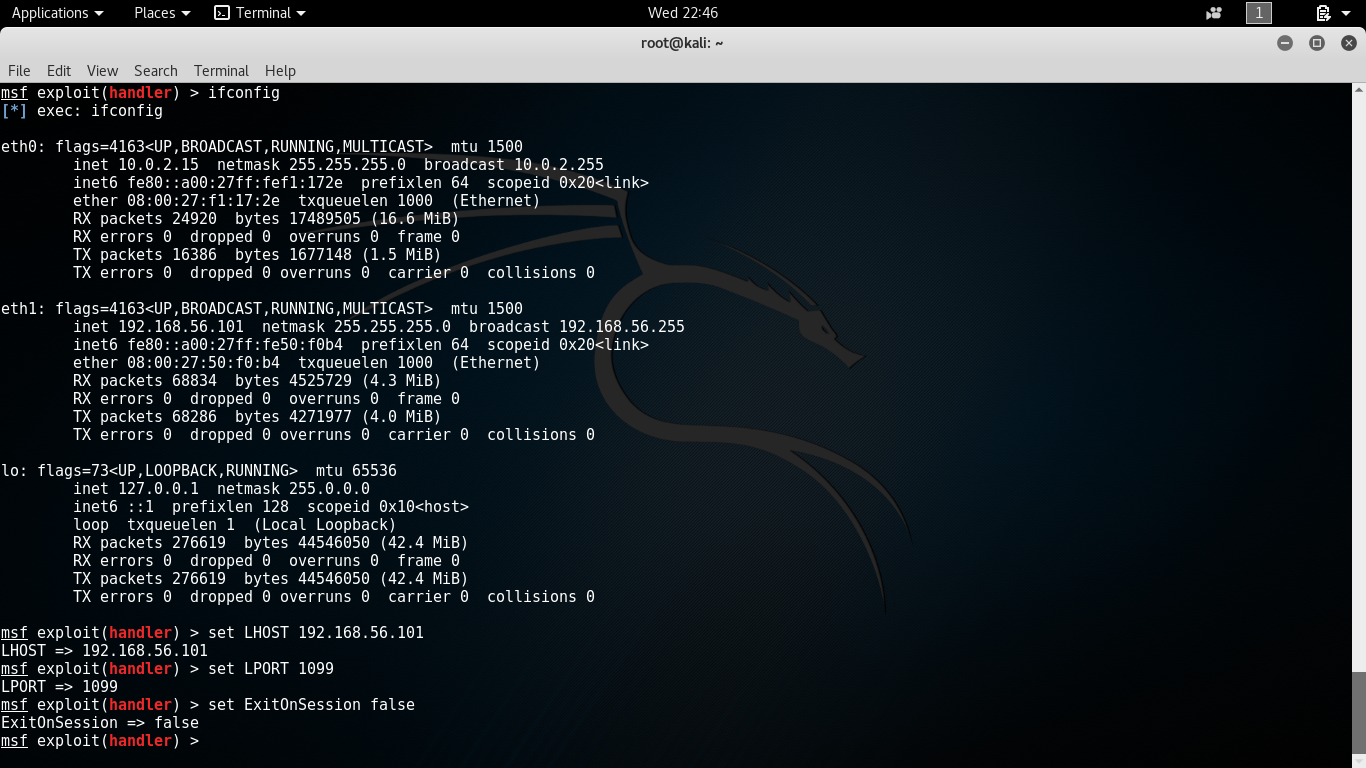 Applications Places Terminal Wed 22:46 1
root@kali: ~
File Edit View Search Terminal Help
msf exploit(handler) > ifconfig
[*] exec: ifconfig
eth0: flags=4163<UP,BROADCAST,RUNNING,MULTICAST>  mtu 1500
        inet 10.0.2.15  netmask 255.255.255.0  broadcast 10.0.2.255
        inet6 fe80::a00:27ff:fef1:172e  prefixlen 64  scopeid 0x20<link>
        ether 08:00:27:f1:17:2e  txqueuelen 1000  (Ethernet)
        RX packets 24920  bytes 17489505 (16.6 MiB)
        RX errors 0  dropped 0  overruns 0  frame 0
        TX packets 16386  bytes 1677148 (1.5 MiB)
        TX errors 0  dropped 0 overruns 0  carrier 0  collisions 0
eth1: flags=4163<UP,BROADCAST,RUNNING,MULTICAST>  mtu 1500
        inet 192.168.56.101  netmask 255.255.255.0  broadcast 192.168.56.255
        inet6 fe80::a00:27ff:fe50:f0b4  prefixlen 64  scopeid 0x20<link>
        ether 08:00:27:50:f0:b4  txqueuelen 1000  (Ethernet)
        RX packets 68834  bytes 4525729 (4.3 MiB)
        RX errors 0  dropped 0  overruns 0  frame 0
        TX packets 68286  bytes 4271977 (4.0 MiB)
        TX errors 0  dropped 0 overruns 0  carrier 0  collisions 0
lo: flags=73<UP,LOOPBACK,RUNNING>  mtu 65536
        inet 127.0.0.1  netmask 255.0.0.0
        inet6 ::1  prefixlen 128  scopeid 0x10<host>
        loop  txqueuelen 1  (Local Loopback)
        RX packets 276619  bytes 44546050 (42.4 MiB)
        RX errors 0  dropped 0  overruns 0  frame 0
        TX packets 276619  bytes 44546050 (42.4 MiB)
        TX errors 0  dropped 0 overruns 0  carrier 0  collisions 0
msf exploit(handler) > set LHOST 192.168.56.101
LHOST => 192.168.56.101
msf exploit(handler) > set LPORT 1099
LPORT => 1099
msf exploit(handler) > set ExitOnSession false
ExitOnSession => false
msf exploit(handler) >